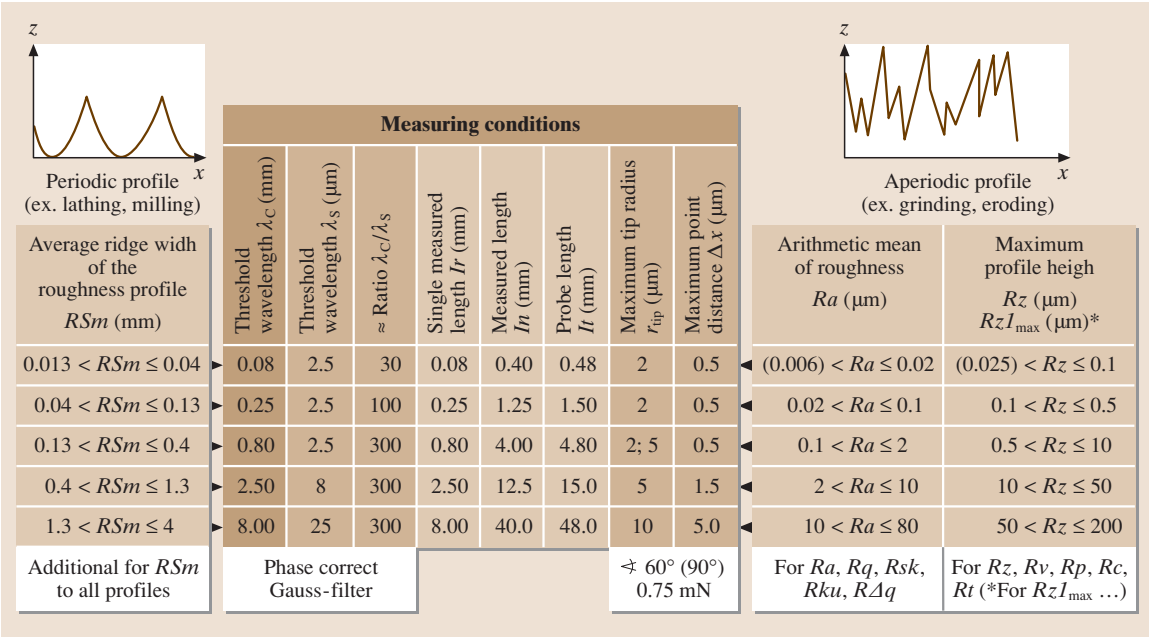 z
x
Periodic profile
(ex. lathing, milling)
z
x
Aperiodic profile
(ex. grinding, eroding)
Measuring conditions
Average ridge widh
of the
roughness profile
RSm (mm)
Threshold
wavelength λC (mm)
Threshold
wavelength λS (μm)
≈ Ratio λC/λS
Single measured
length Ir (mm)
Measured length
In (mm)
Probe length
It (mm)
Maximum tip radius
rtip (μm)
Maximum point
distance Δx (μm)
Arithmetic mean
of roughness
Ra (μm)
Maximum
profile heigh
Rz (μm)
Rz1max (μm)*
0.013 < RSm ≤ 0.04 0.08 2.5 30 0.08 0.40 0.48 2 0.5 (0.006) < Ra ≤ 0.02 (0.025) < Rz ≤ 0.1
0.04 < RSm ≤ 0.13 0.25 2.5 100 0.25 1.25 1.50 2 0.5 0.02 < Ra ≤ 0.1 0.1 < Rz ≤ 0.5
0.13 < RSm ≤ 0.4 0.80 2.5 300 0.80 4.00 4.80 2; 5 0.5 0.1 < Ra ≤ 2 0.5 < Rz ≤ 10
0.4 < RSm ≤ 1.3 2.50 8 300 2.50 12.5 15.0 5 1.5 2 < Ra ≤ 10 10 < Rz ≤ 50
1.3 < RSm ≤ 4 8.00 25 300 8.00 40.0 48.0 10 5.0 10 < Ra ≤ 80 50 < Rz ≤ 200
Additional for RSm
to all profiles
Phase correct
Gauss-filter
∢ 60° (90°)
0.75 mN
For Ra, Rq, Rsk,
Rku, RΔq
For Rz, Rv, Rp, Rc,
Rt (*For Rz1max …)